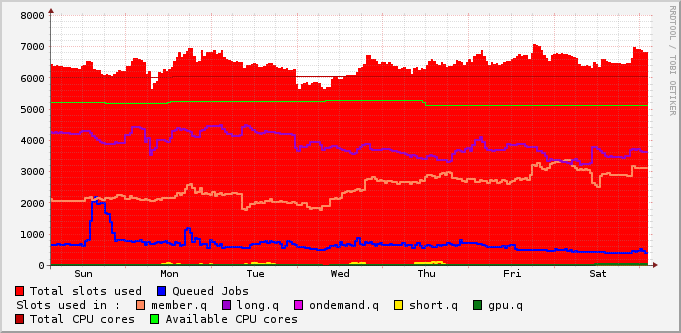 8000
7000
6000
5000
4000
3000
2000
1000
0
Sun Mon Tue Wed Thu Fri Sat
RRDTOOL / TOBI OETIKER
Total slots used Queued Jobs
Slots used in : member.q long.q ondemand.q short.q gpu.q
Total CPU cores Available CPU cores